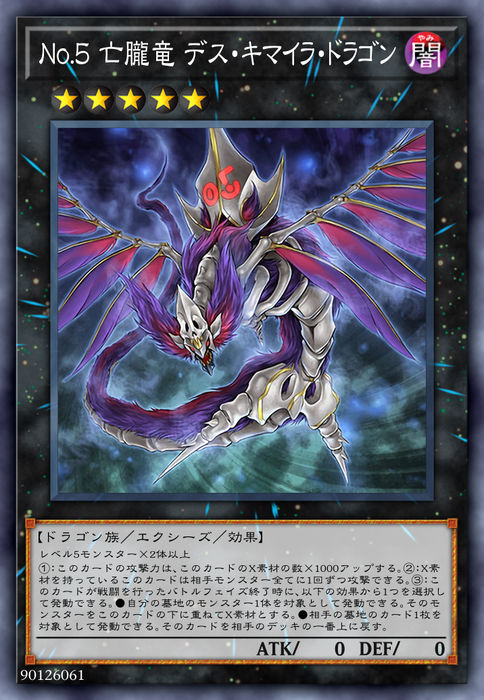 No.5 亡朧竜 デス・キマイラ・ドラゴン
やみ
闇
05
【ドラゴン族／エクシーズ／効果】
レベル5モンスター×2体以上
①：このカードの攻撃力は、このカードのX素材の数×1000アップする。②：X素
材を持っているこのカードは相手モンスター全てに1回ずつ攻撃できる。③：こ
のカードが戦闘を行ったバトルフェイズ終了時に、以下の効果から1つを選択し
て発動できる。●自分の墓地のモンスター1体を対象として発動できる。そのモ
ンスターをこのカードの下に重ねてX素材とする。●相手の墓地のカード1枚を
対象として発動できる。そのカードを相手のデッキの一番上に戻す。
ATK/ 0 DEF/ 0
90126061